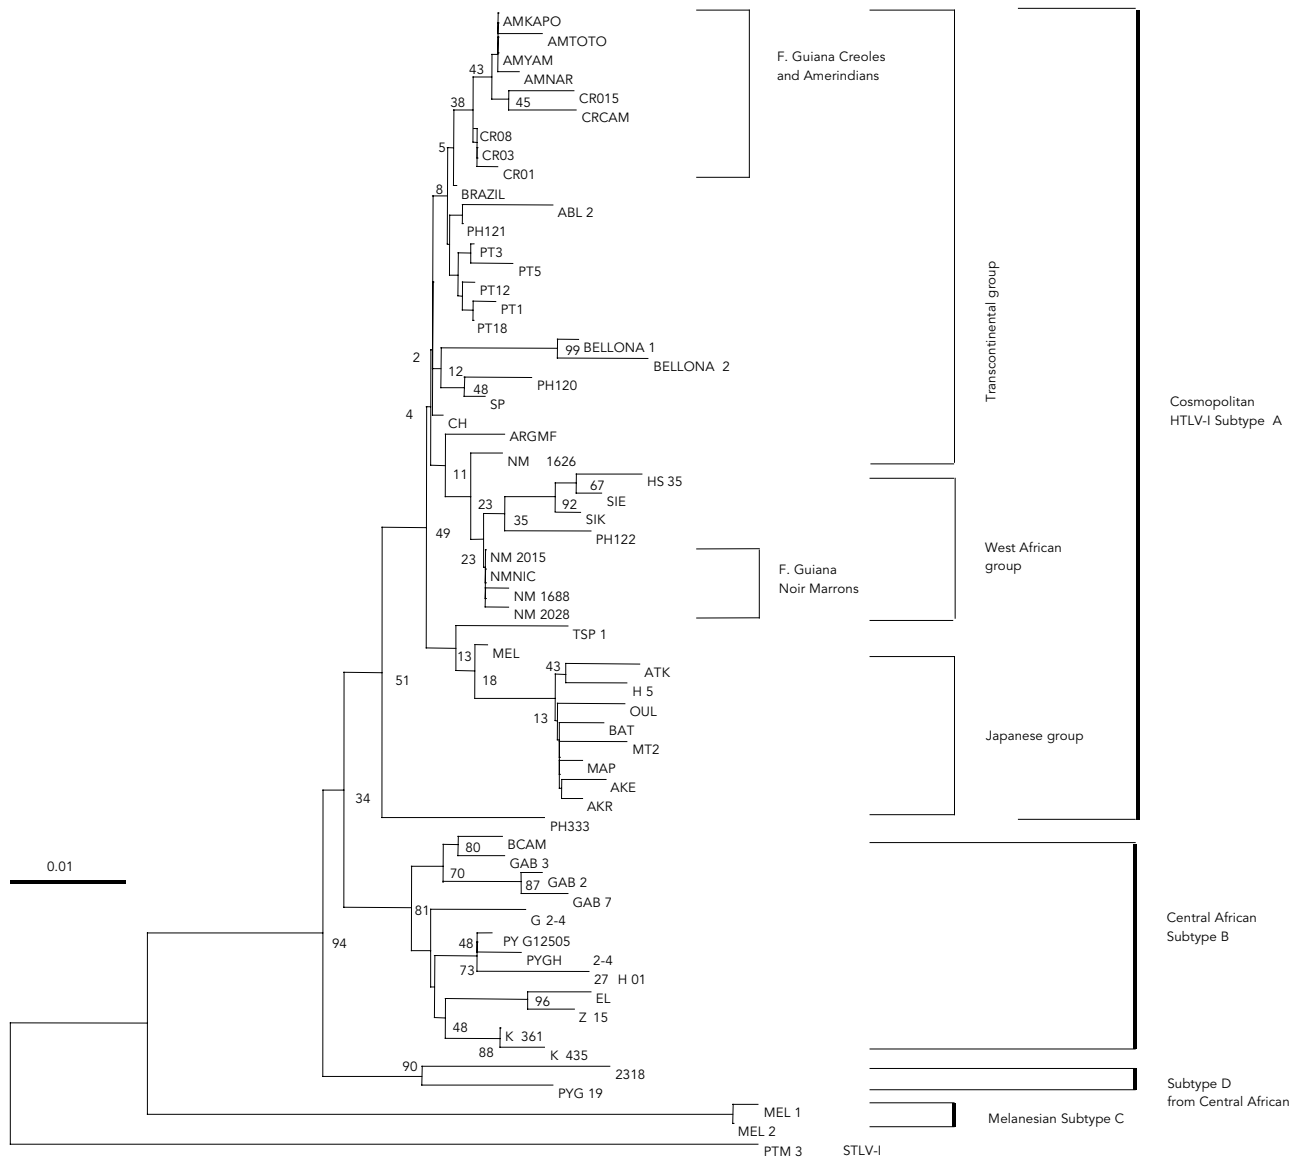 AMKAPO
AMTOTO
AMYAM
43
AMNAR
CR015
38
45
CRCAM
CR08
5
CR03
CR01
8
BRAZIL
ABL 2
PH121
PT3
PT5
PT12
PT1
PT18
2
99
BELLONA 1
BELLONA 2
12
PH120
48
SP
4
CH
ARGMF
NM 1626
11
HS 35
67
SIE
23
92
SIK
35
PH122
49
NM 2015
23
NMNIC
NM 1688
NM 2028
TSP 1
13
MEL
43
ATK
51
18
H 5
OUL
13
BAT
MT2
MAP
AKE
34
AKR
PH333
80
BCAM
GAB 3
70
87
GAB 2
GAB 7
81
G 2-4
94
48
PY G12505
PYGH 2-4
73
27 H 01
EL
96
Z 15
48
K 361
88
K 435
90
2318
PYG 19
MEL 1
MEL 2
PTM 3
STLV-I
0.01
F. Guiana Creoles
and Amerindians
Transcontinental group
West African
group
F. Guiana
Noir Marrons
Japanese group
Cosmopolitan
HTLV-I Subtype A
Central African
Subtype B
Subtype D
from Central African
Melanesian Subtype C